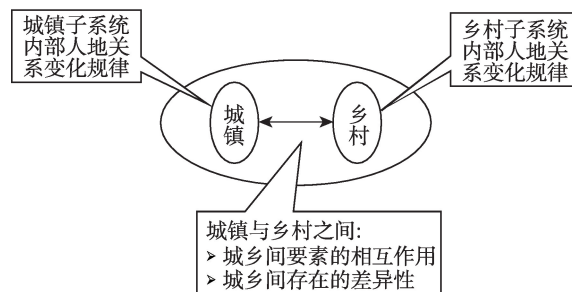 城镇子系统
内部人地关
系变化规律
乡村子系统
内部人地关
系变化规律
城
镇
乡
村
城镇与乡村之间:
➢ 城乡间要素的相互作用
➢ 城乡间存在的差异性